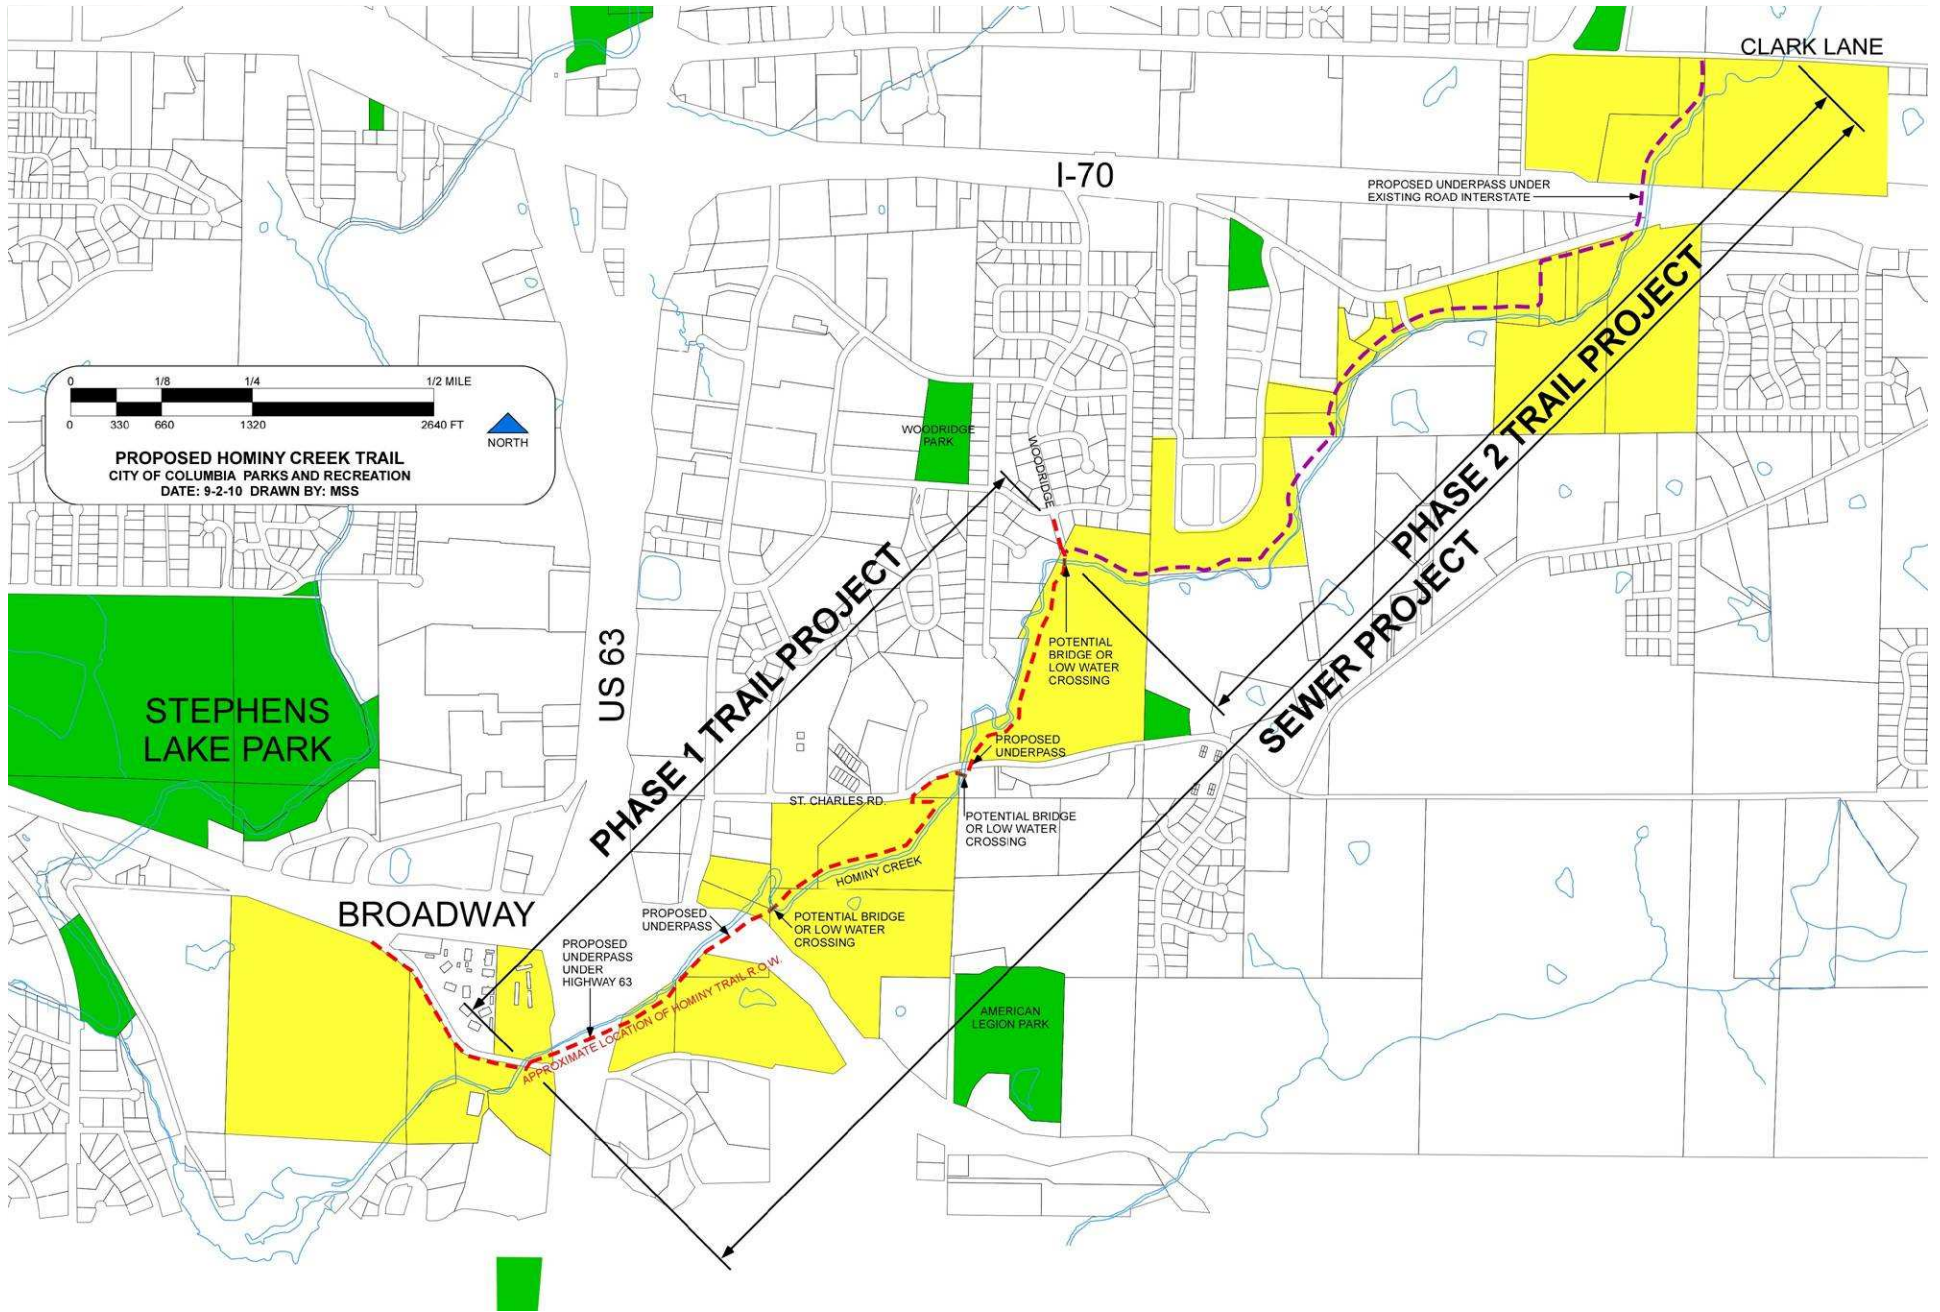 CLARK LANE
I-70
PROPOSED UNDERPASS UNDER
EXISTING ROAD INTERSTATE
0 1/8 1/4 1/2 MILE
0 330 660 1320 2640 FT
NORTH
PROPOSED HOMINY CREEK TRAIL
CITY OF COLUMBIA PARKS AND RECREATION
DATE: 9-2-10 DRAWN BY: MSS
WOODRIDGE
PARK
WOODRIDGE
PHASE 2 TRAIL PROJECT
SEWER PROJECT
PHASE 1 TRAIL PROJECT
US 63
STEPHENS
LAKE PARK
POTENTIAL
BRIDGE OR
LOW WATER
CROSSING
PROPOSED
UNDERPASS
ST. CHARLES RD.
POTENTIAL BRIDGE
OR LOW WATER
CROSSING
HOMINY CREEK
BROADWAY
PROPOSED
UNDERPASS
POTENTIAL BRIDGE
OR LOW WATER
CROSSING
PROPOSED
UNDERPASS
UNDER
HIGHWAY 63
APPROXIMATE LOCATION OF HOMINY TRAIL R.O.W.
AMERICAN
LEGION PARK